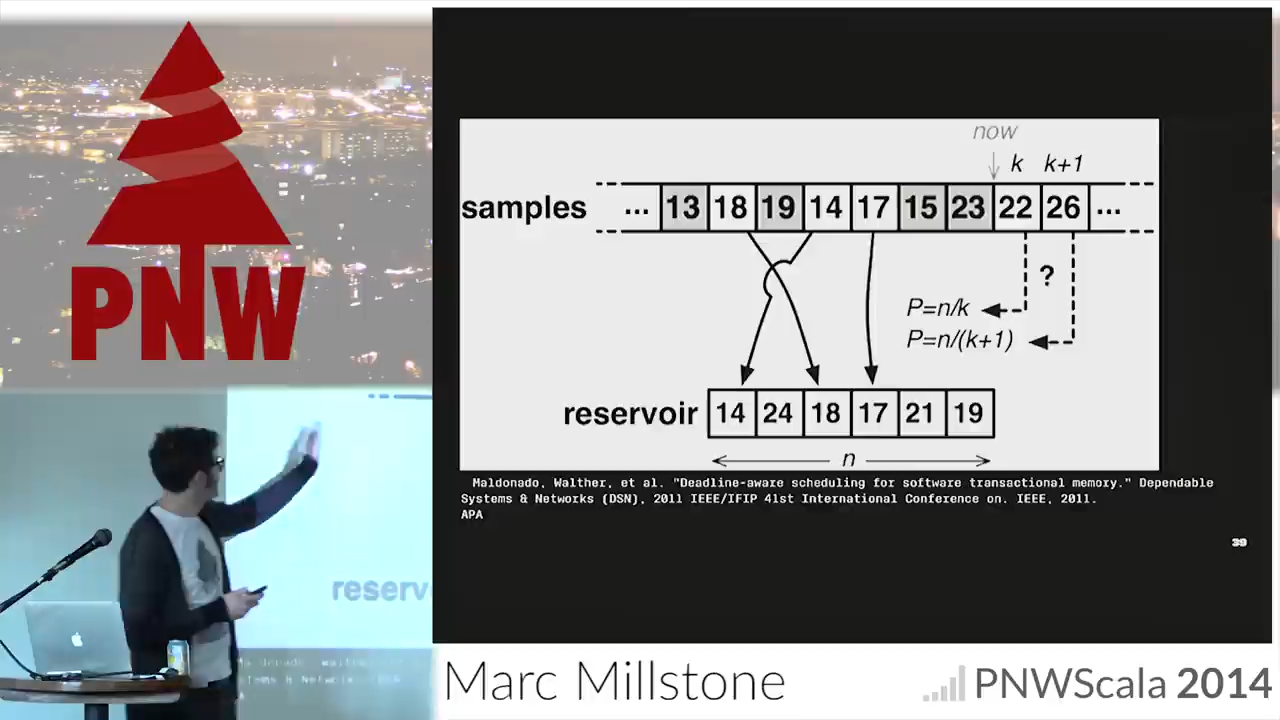 PNW
now
k k+1
samples ... 13 18 19 14 17 15 23 22 26 ...
?
P=n/k
P=n/(k+1)
reservoir 14 24 18 17 21 19
n
Maldonado, Walther, et al. "Deadline-aware scheduling for software transactional memory." Dependable
Systems & Networks (DSN), 2011 IEEE/IFIP 41st International Conference on. IEEE, 2011.
APA
39
reserv
Marc Millstone
PNWScala 2014